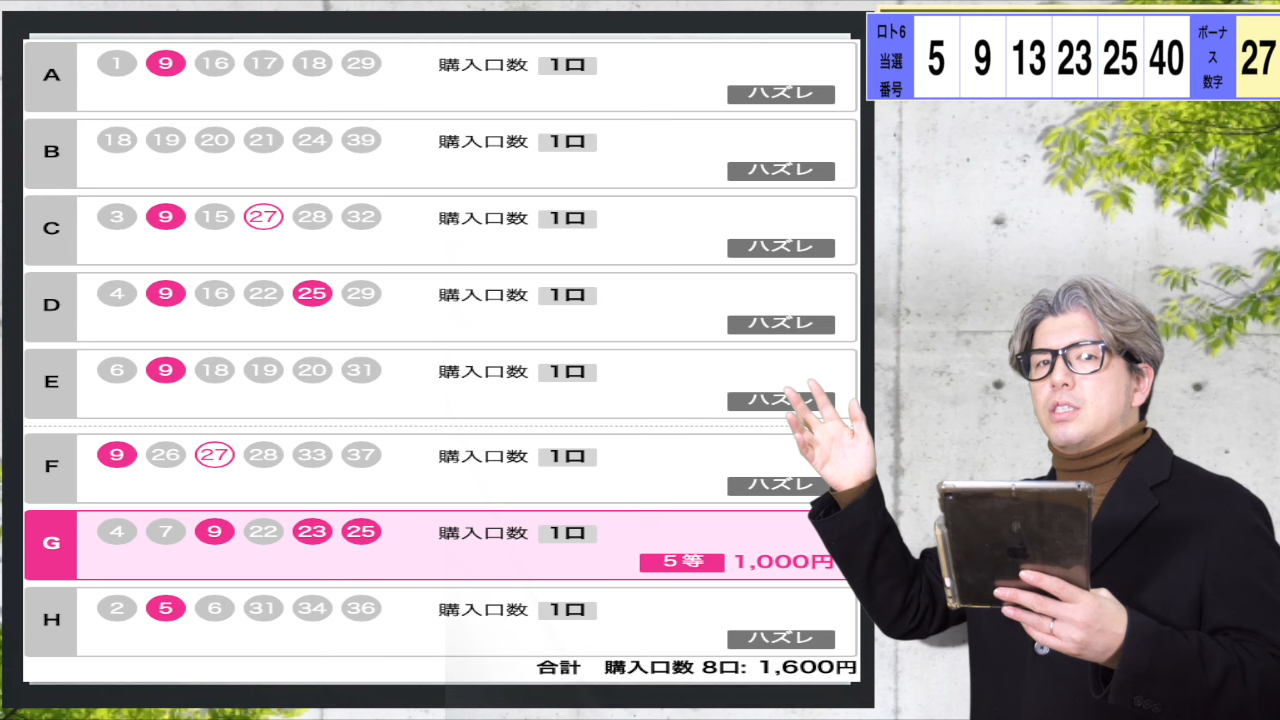 ロト6
当選
番号
5 9 13 23 25 40
ボーナ
ス
数字
27
A 1 9 16 17 18 29 購入口数 1口
ハズレ
B 18 19 20 21 24 39 購入口数 1口
ハズレ
C 3 9 15 27 28 32 購入口数 1口
ハズレ
D 4 9 16 22 25 29 購入口数 1口
ハズレ
E 6 9 18 19 20 31 購入口数 1口
ハズレ
F 9 26 27 28 33 37 購入口数 1口
ハズレ
G 4 7 9 22 23 25 購入口数 1口
5等 1,000円
H 2 5 6 31 34 36 購入口数 1口
ハズレ
合計 購入口数 8口: 1,600円